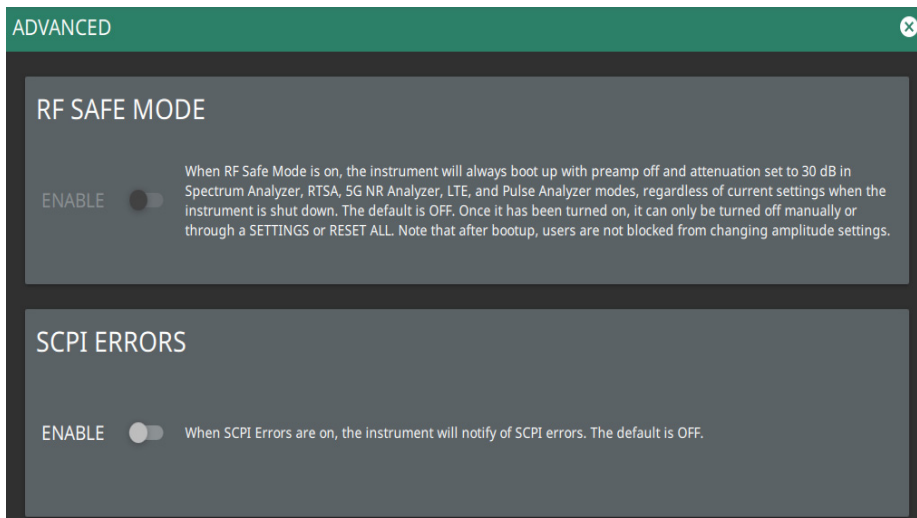 ADVANCED
RF SAFE MODE
ENABLE
When RF Safe Mode is on, the instrument will always boot up with preamp off and attenuation set to 30 dB in
Spectrum Analyzer, RTSA, 5G NR Analyzer, LTE, and Pulse Analyzer modes, regardless of current settings when the
instrument is shut down. The default is OFF. Once it has been turned on, it can only be turned off manually or
through a SETTINGS or RESET ALL. Note that after bootup, users are not blocked from changing amplitude settings.
SCPI ERRORS
ENABLE
When SCPI Errors are on, the instrument will notify of SCPI errors. The default is OFF.